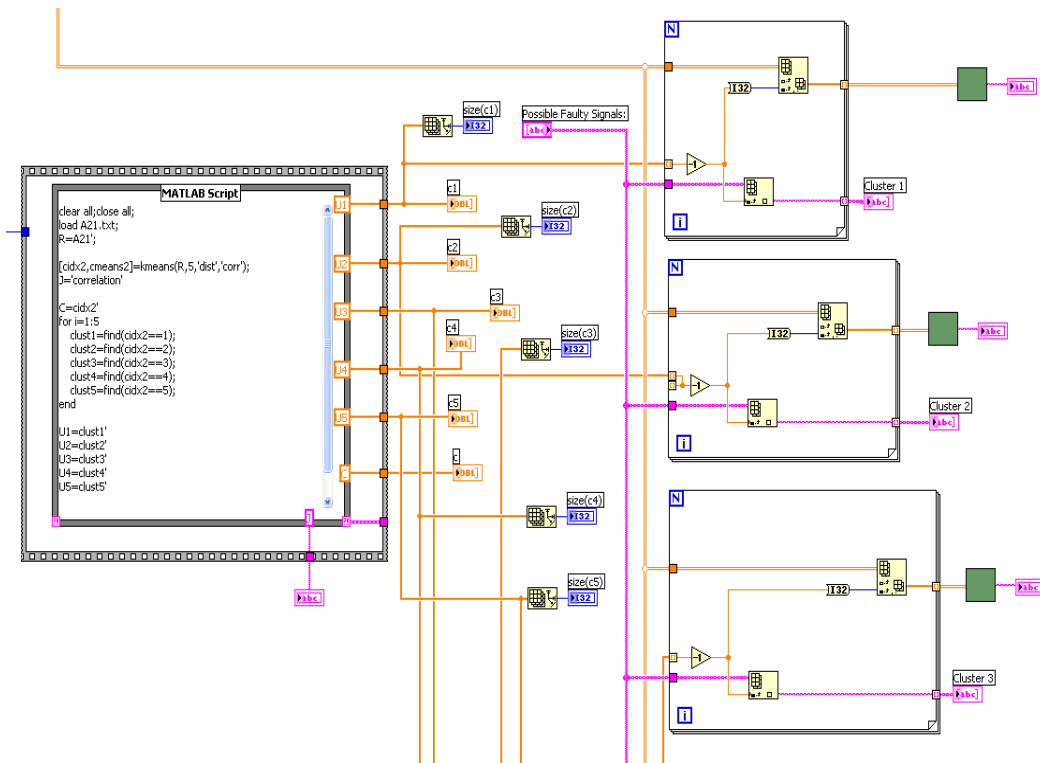 MATLAB Script
clear all;close all;
load A21.txt;
R=A21';
[cidx2,cmeans2]=kmeans(R,5,'dist','corr');
J='correlation'
C=cidx2'
for i=1:5
clust1=find(cidx2==1);
clust2=find(cidx2==2);
clust3=find(cidx2==3);
clust4=find(cidx2==4);
clust5=find(cidx2==5);
end
U1=clust1'
U2=clust2'
U3=clust3'
U4=clust4'
U5=clust5'
U1
U2
U3
U4
U5
C
J
abc
size(c1)
I32
c1
DBL]
size(c2)
I32
c2
DBL]
c3
DBL]
c4
DBL]
size(c3)
I32
c5
DBL]
c
DBL]
size(c4)
I32
size(c5)
I32
Possible Faulty Signals:
[abc
N
I32
-1
i
abc
Cluster 1
abc]
N
I32
-1
i
abc
Cluster 2
abc]
N
I32
-1
i
abc
Cluster 3
abc]